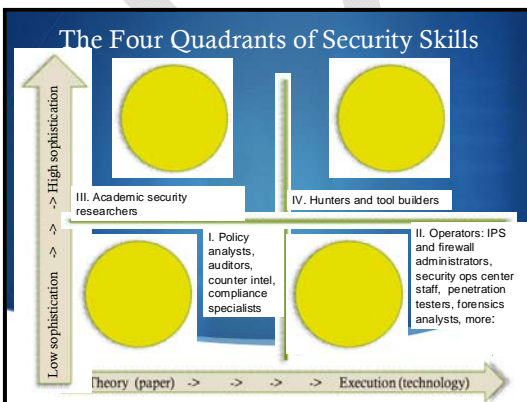 The Four Quadrants of Security Skills
Low sophistication -> -> -> High sophistication
III. Academic security
researchers
IV. Hunters and tool builders
I. Policy
analysts,
auditors,
counter intel,
compliance
specialists
II. Operators: IPS
and firewall
administrators,
security ops center
staff, penetration
testers, forensics
analysts, more:
Theory (paper) -> -> -> -> Execution (technology)